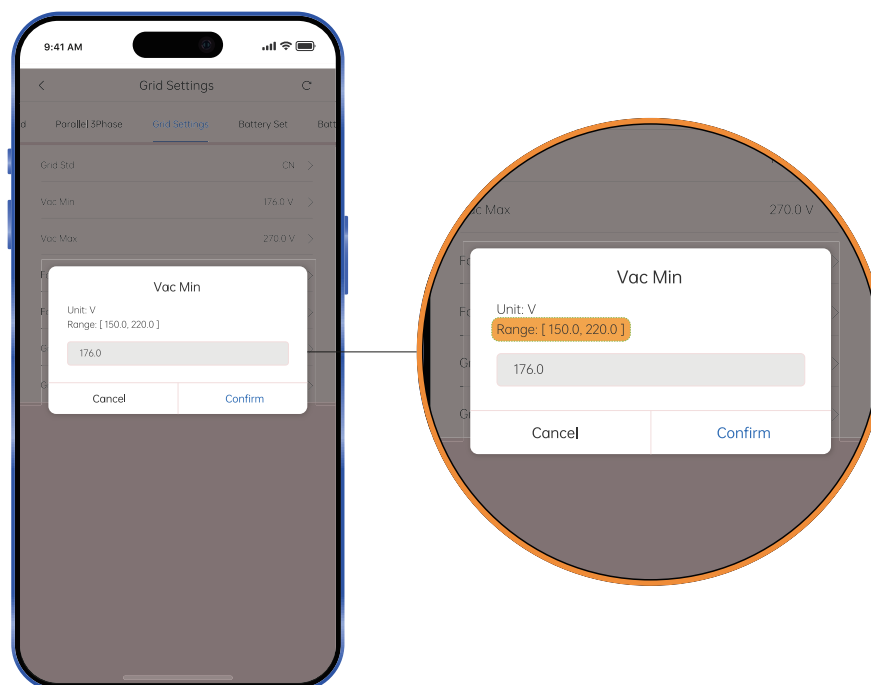 9:41 AM
Grid Settings
d Parallel 3Phase Grid Settings Battery Set Batt
Grid Std CN
Vac Min 176.0 V
Vac Max 270.0 V
Vac Min
Unit: V
Range: [ 150.0, 220.0 ]
176.0
Cancel Confirm
c Max 270.0 V
Vac Min
Unit: V
Range: [ 150.0, 220.0 ]
176.0
Cancel Confirm